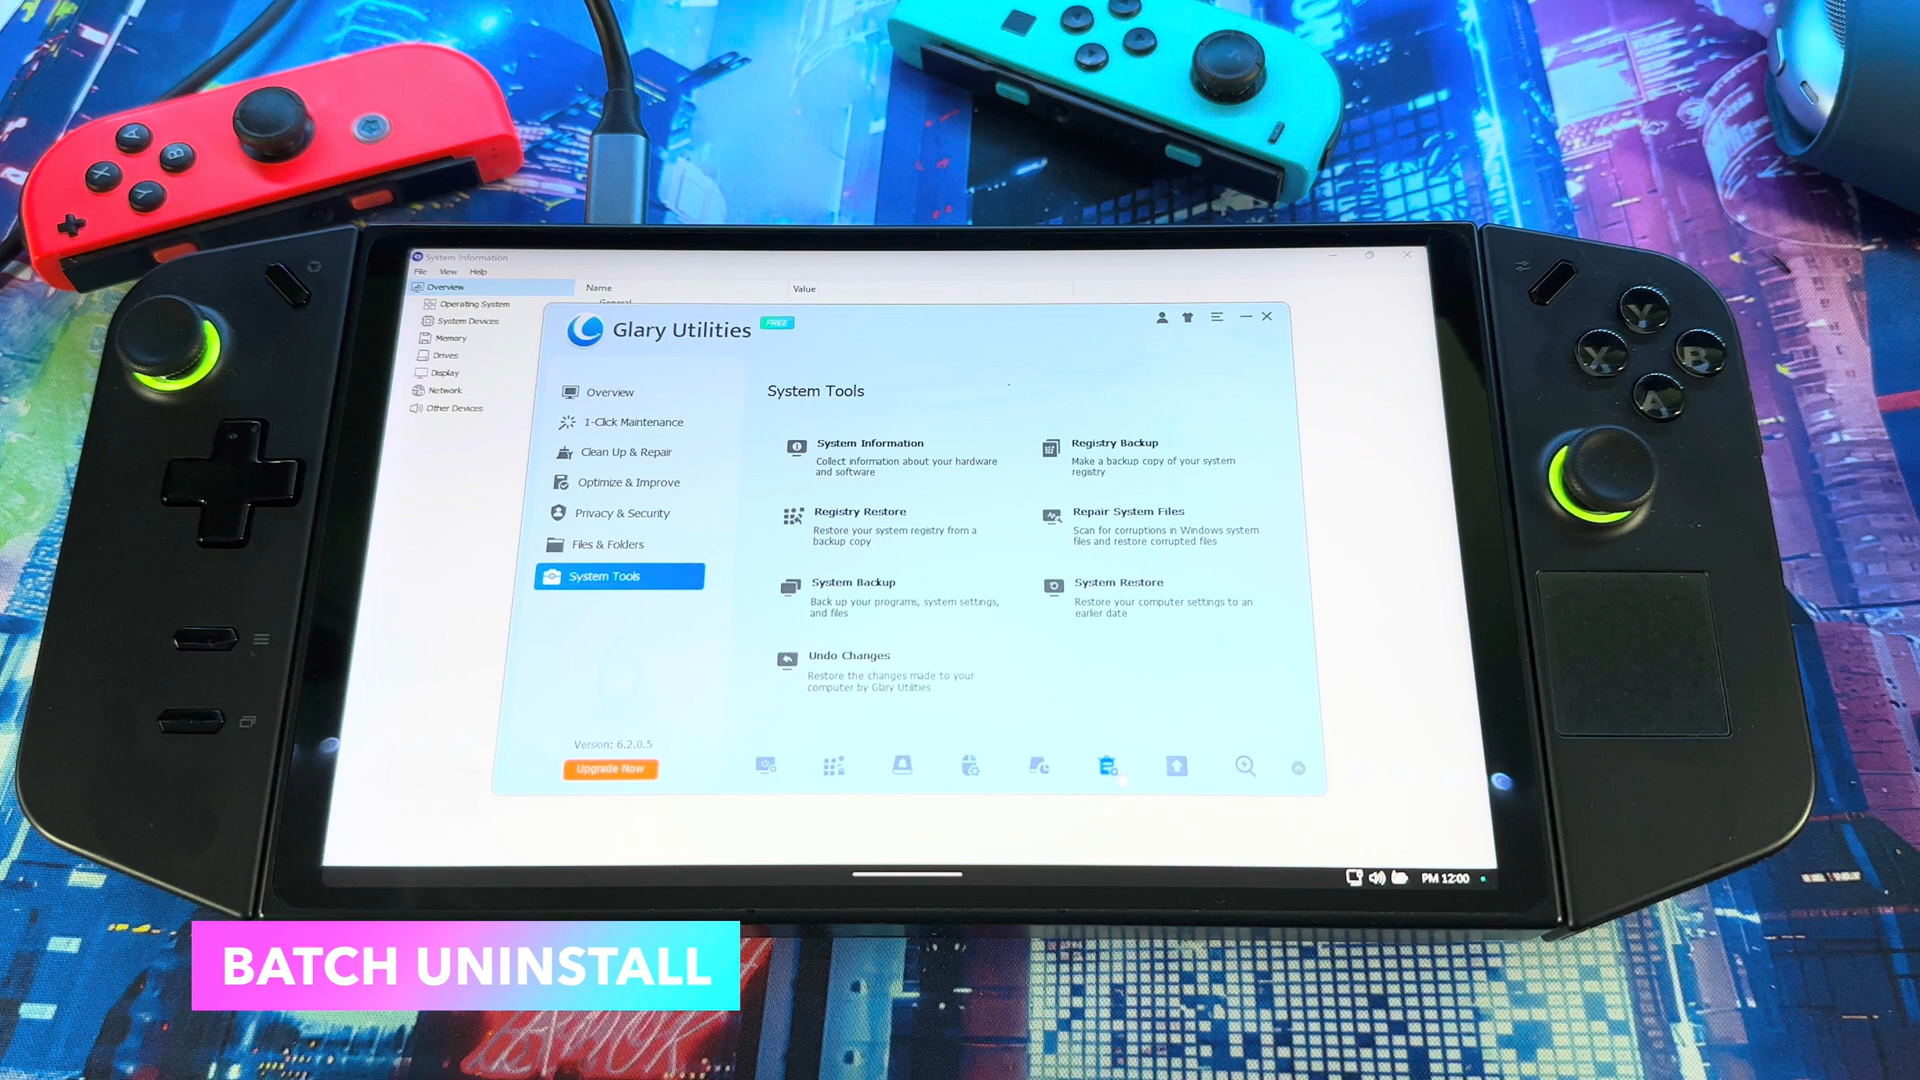 A
X
B
Y
System Information
File View Help
Overview
Operating System
System Devices
Memory
Drives
Display
Network
Other Devices
Name
Value
General
Glary Utilities
FREE
Overview
1-Click Maintenance
Clean Up & Repair
Optimize & Improve
Privacy & Security
Files & Folders
System Tools
Version: 6.2.0.5
Upgrade Now
System Tools
System Information
Collect information about your hardware
and software
Registry Backup
Make a backup copy of your system
registry
Registry Restore
Restore your system registry from a
backup copy
Repair System Files
Scan for corruptions in Windows system
files and restore corrupted files
System Backup
Back up your programs, system settings,
and files
System Restore
Restore your computer settings to an
earlier date
Undo Changes
Restore the changes made to your
computer by Glary Utilities
PM 12:00
Y
X
B
A
BATCH UNINSTALL